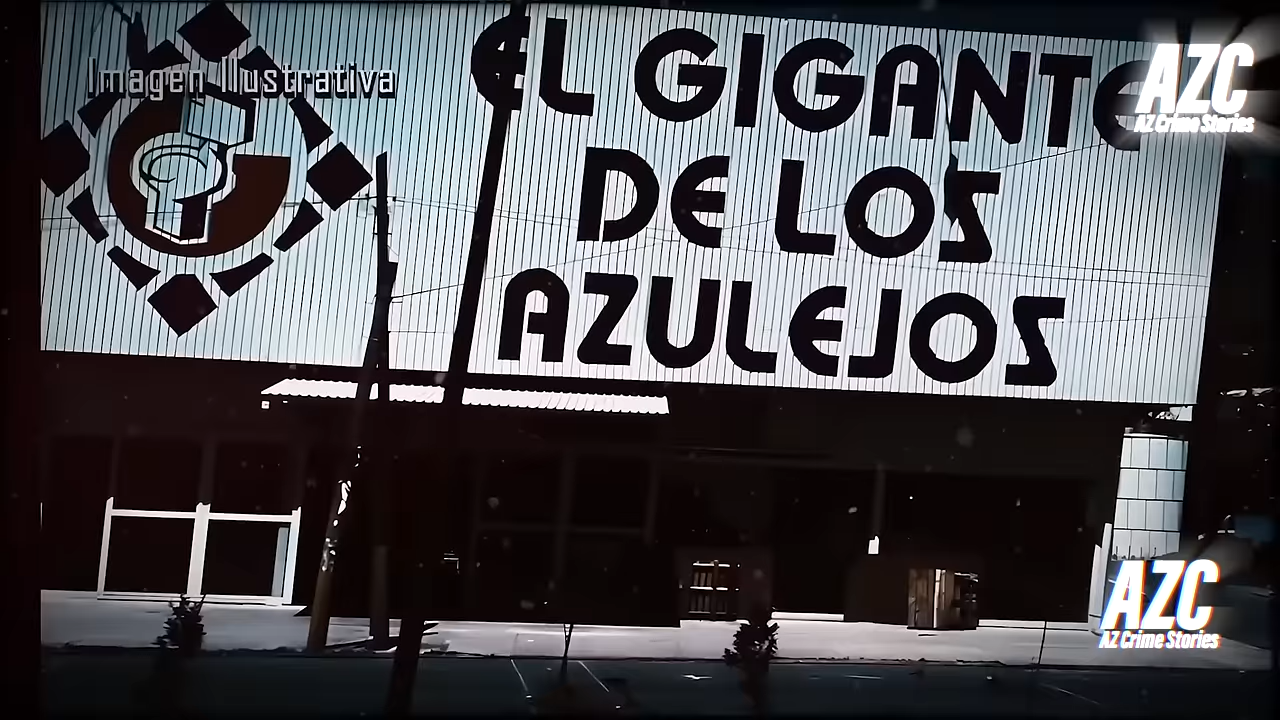 Imagen Ilustrativa
EL GIGANTE
DE LOS
AZULEJOS
AZC
AZ Crime Stories
AZC
AZ Crime Stories